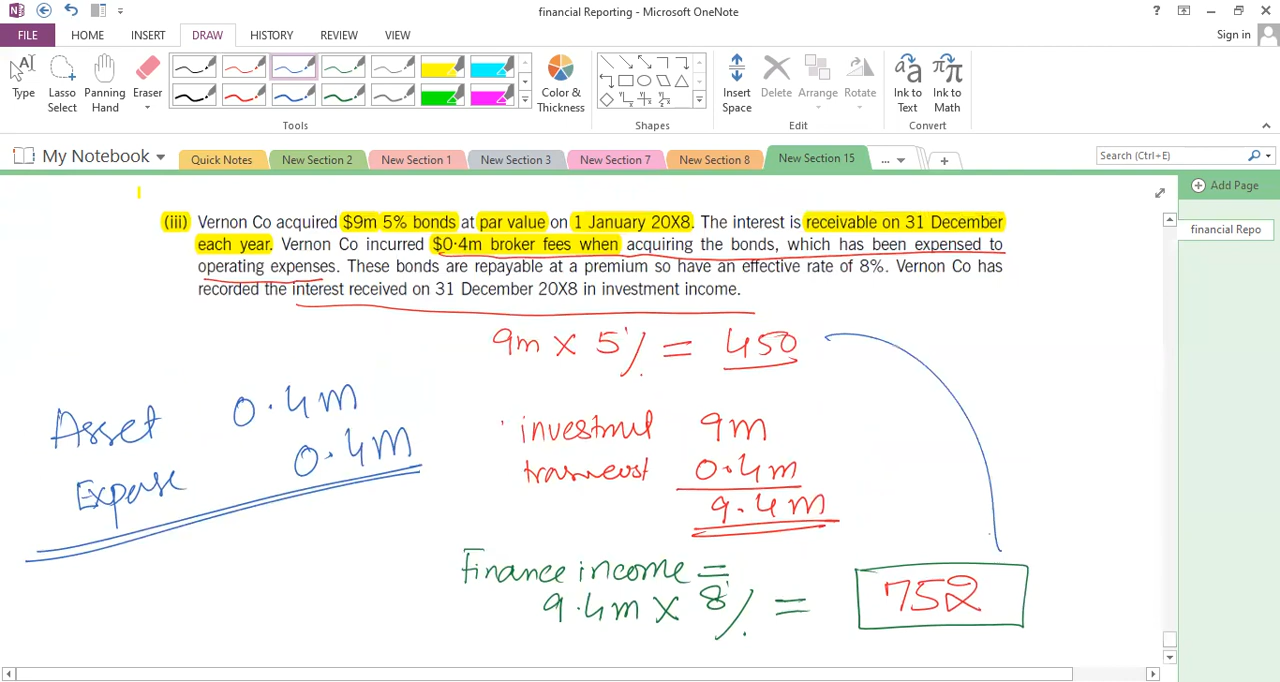 financial Reporting - Microsoft OneNote
Sign in
FILE HOME INSERT DRAW HISTORY REVIEW VIEW
Type
Lasso Select
Panning Hand
Eraser
Color & Thickness
Insert Space
Delete
Arrange
Rotate
Ink to Text
Ink to Math
Tools
Shapes
Edit
Convert
My Notebook
Quick Notes
New Section 2
New Section 1
New Section 3
New Section 7
New Section 8
New Section 15
...
Search (Ctrl+E)
Add Page
financial Repo
(iii) Vernon Co acquired $9m 5% bonds at par value on 1 January 20X8. The interest is receivable on 31 December
each year. Vernon Co incurred $0·4m broker fees when acquiring the bonds, which has been expensed to
operating expenses. These bonds are repayable at a premium so have an effective rate of 8%. Vernon Co has
recorded the interest received on 31 December 20X8 in investment income.
9m x 5% = 450
Asset 0.4m
Expense 0.4m
9m
0.4m
9.4m
Finance income =
9.4m x 8% = 752